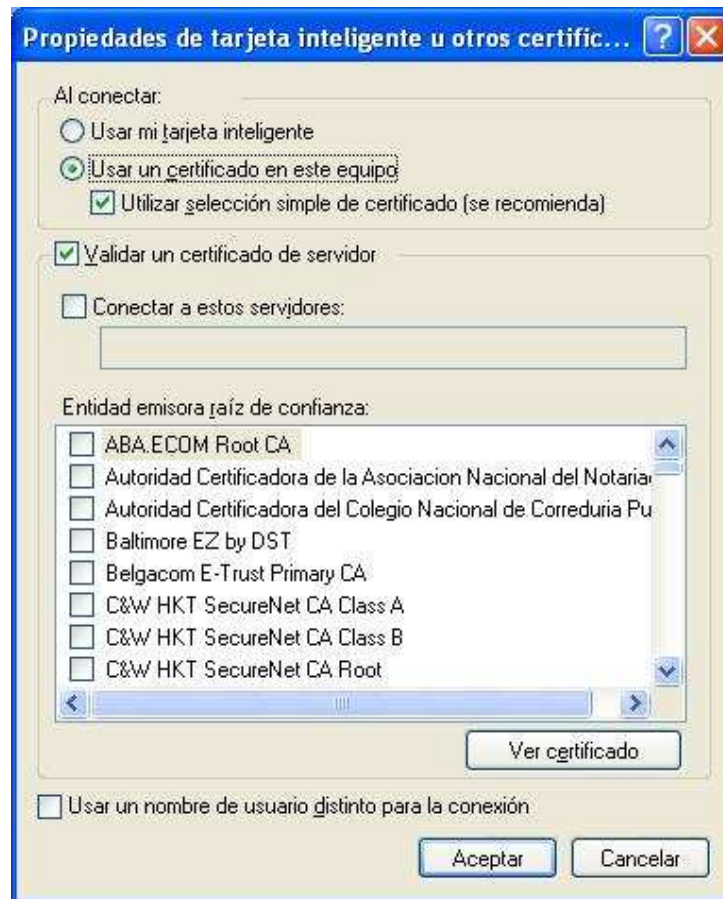 Propiedades de tarjeta inteligente u otros certific...
Al conectar:
Usar mi tarjeta inteligente
Usar un certificado en este equipo
Utilizar selección simple de certificado (se recomienda)
Validar un certificado de servidor
Conectar a estos servidores:
Entidad emisora raíz de confianza:
ABA.ECOM Root CA
Autoridad Certificadora de la Asociacion Nacional del Notaria
Autoridad Certificadora del Colegio Nacional de Correduria Pu
Baltimore EZ by DST
Belgacom E-Trust Primary CA
C&W HKT SecureNet CA Class A
C&W HKT SecureNet CA Class B
C&W HKT SecureNet CA Root
Ver certificado
Usar un nombre de usuario distinto para la conexión
Aceptar
Cancelar